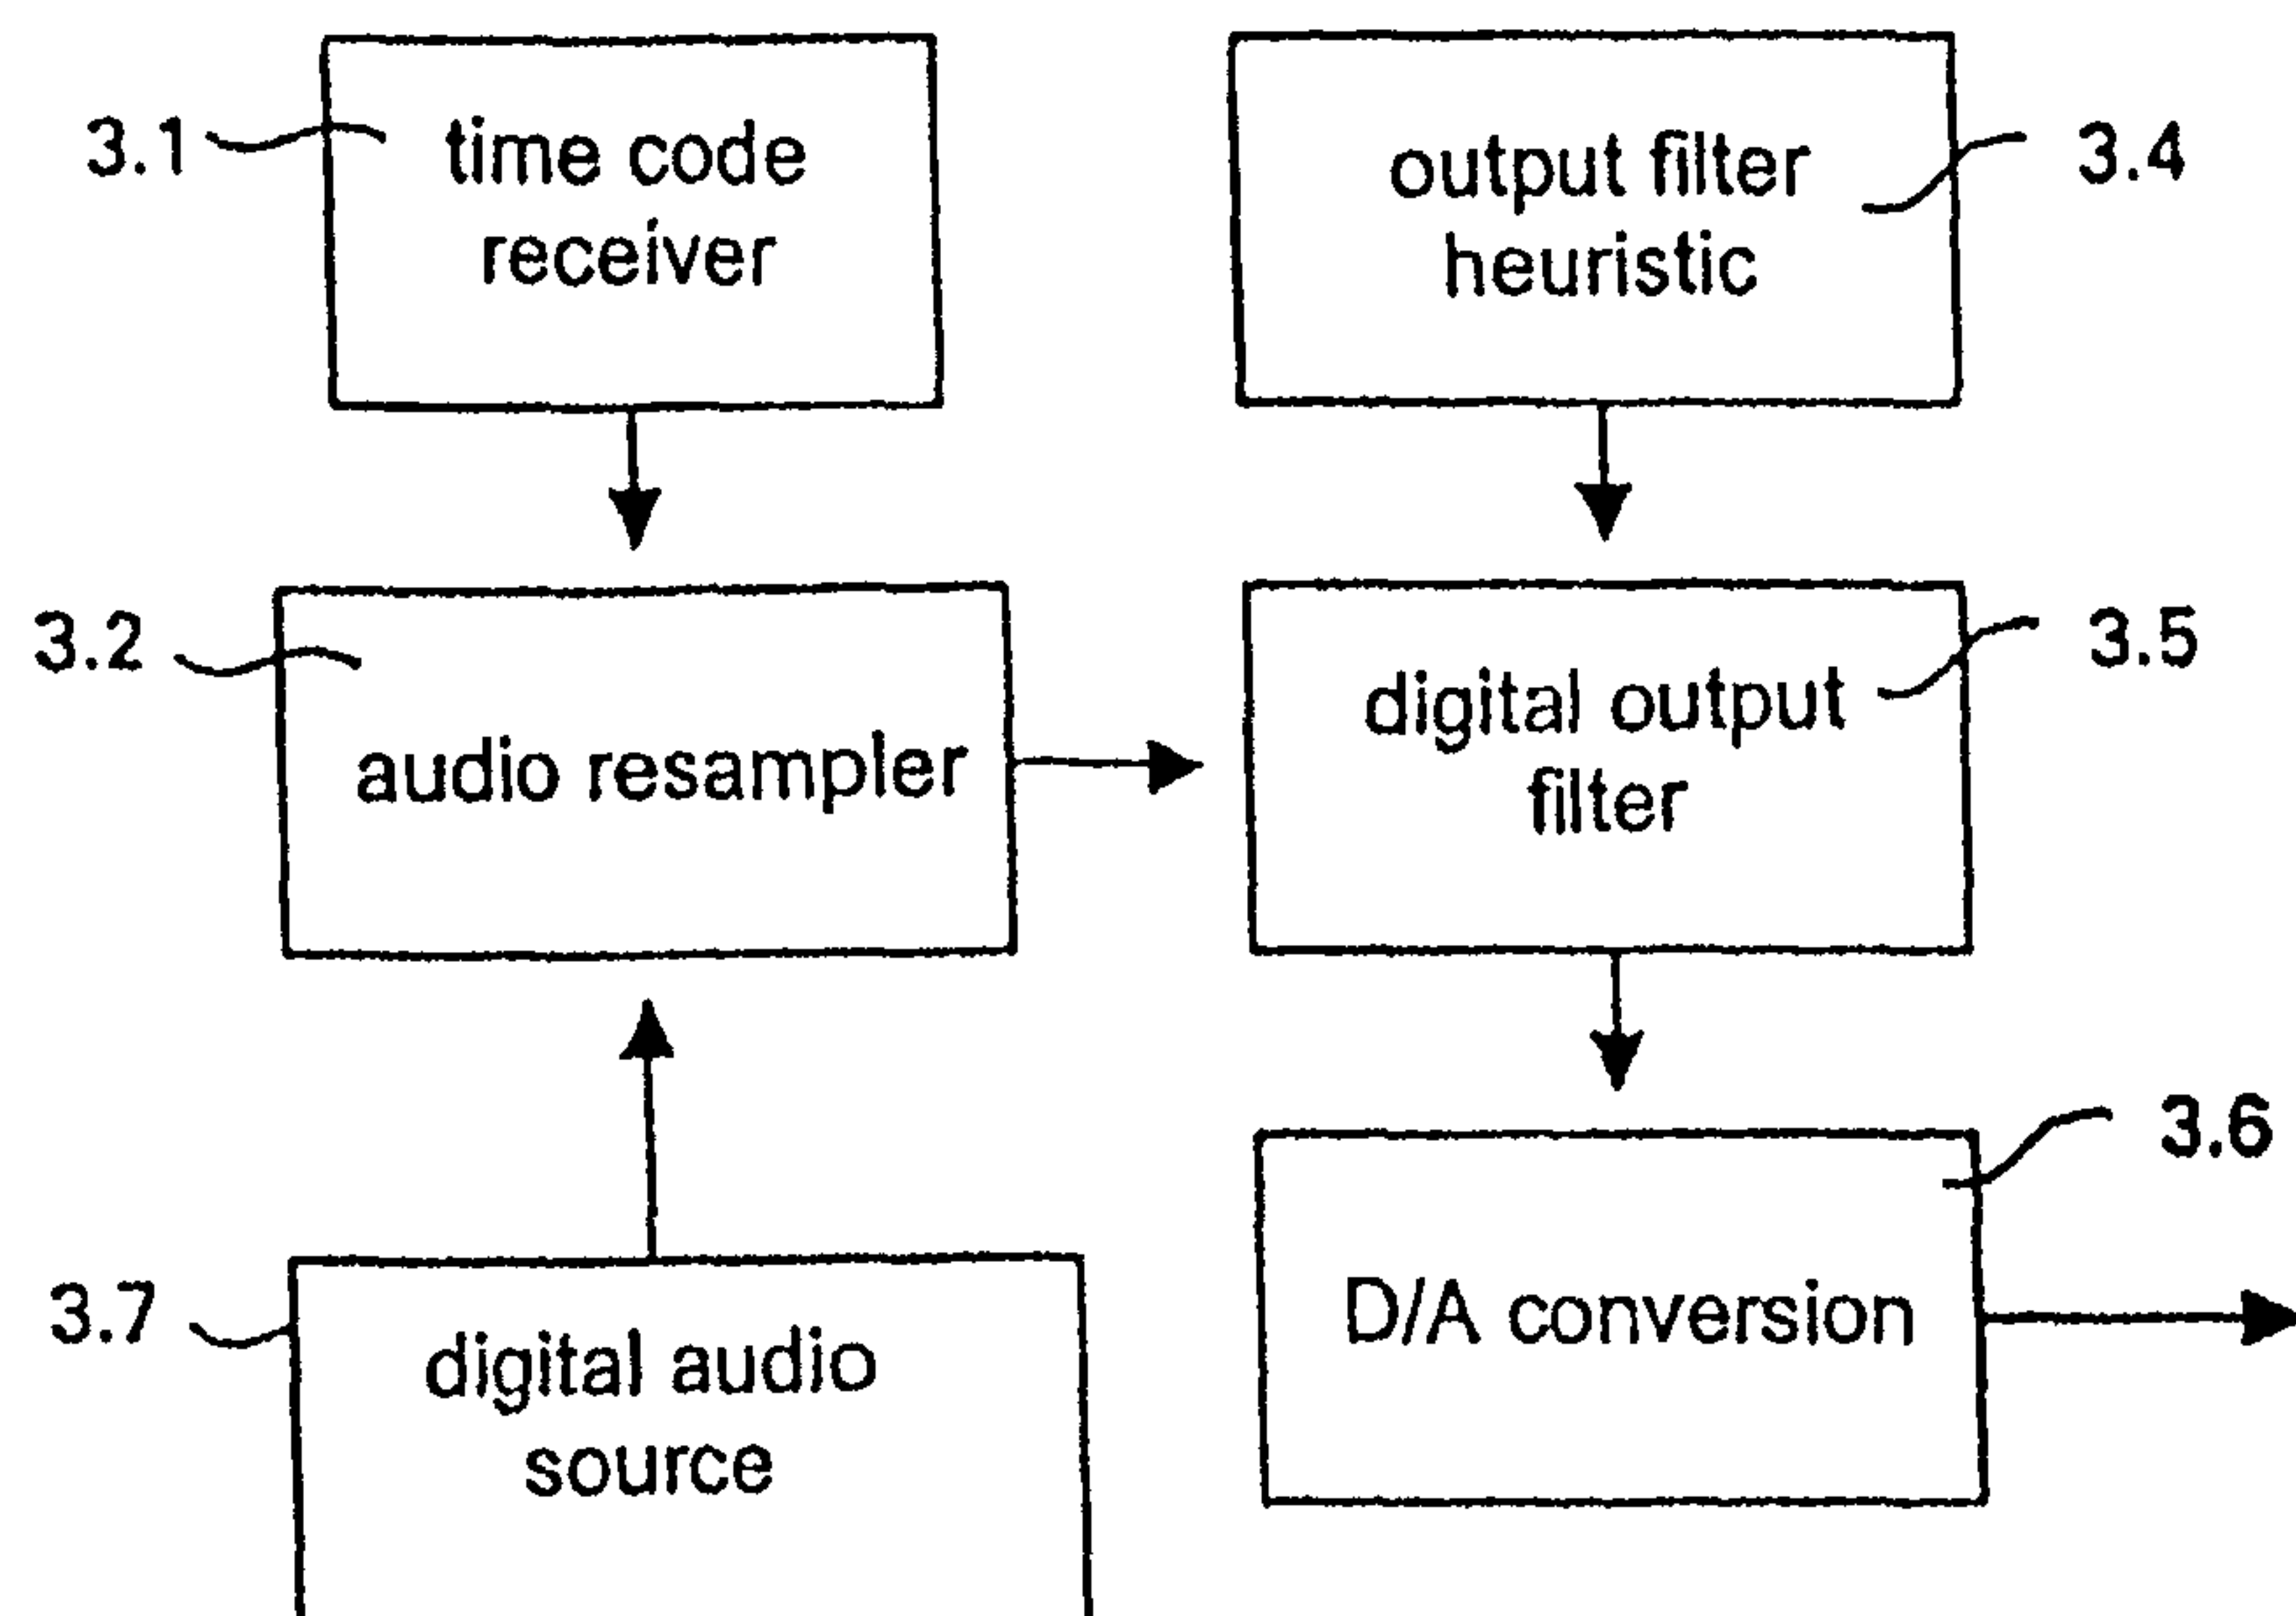 3.1
time code
receiver
output filter
heuristic
3.4
3.2
audio resampler
digital output
filter
3.5
3.6
D/A conversion
3.7
digital audio
source